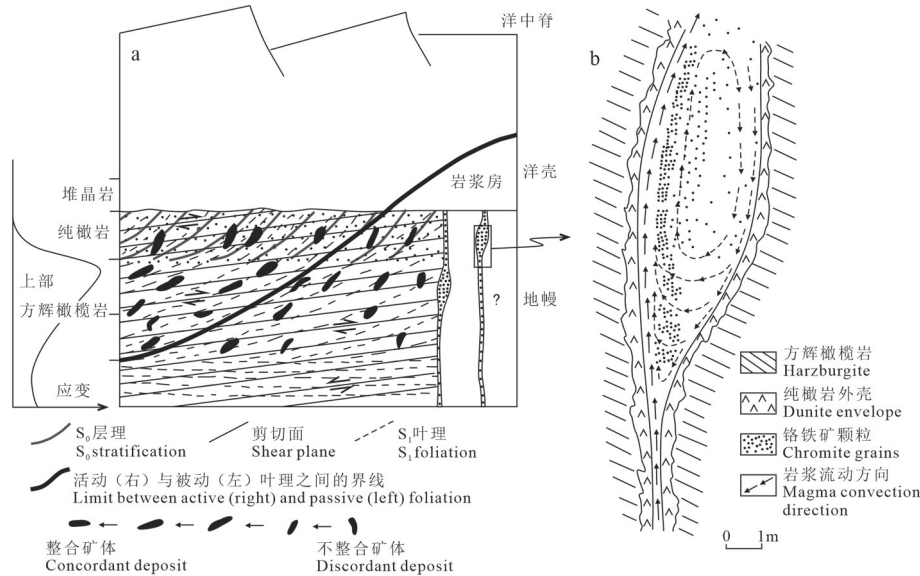 a
洋中脊
堆晶岩
岩浆房
洋壳
纯橄岩
上部
方辉橄榄岩
?
地幔
应变
S₀层理
S₀ stratification
剪切面
Shear plane
S₁叶理
S₁ foliation
活动（右）与被动（左）叶理之间的界线
Limit between active (right) and passive (left) foliation
整合矿体
Concordant deposit
不整合矿体
Discordant deposit
b
方辉橄榄岩
Harzburgite
纯橄岩外壳
Dunite envelope
铬铁矿颗粒
Chromite grains
岩浆流动方向
Magma convection
direction
0 1m